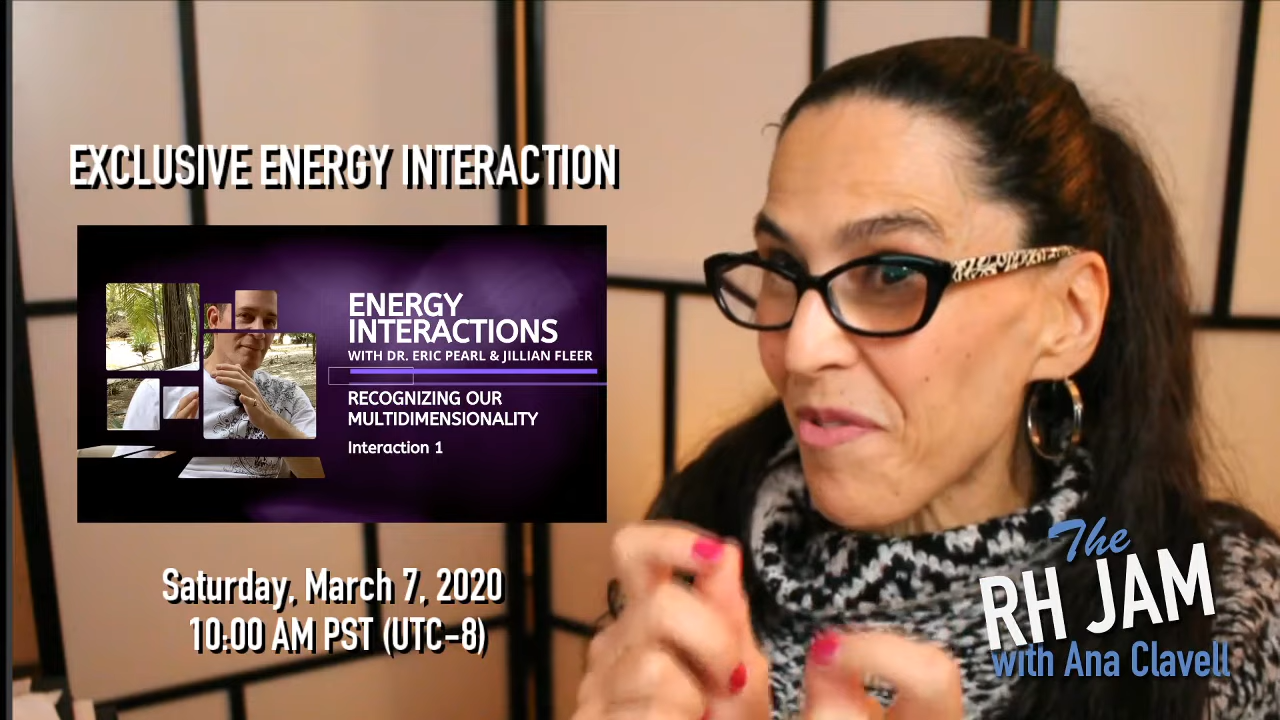 EXCLUSIVE ENERGY INTERACTION
ENERGY
INTERACTIONS
WITH DR. ERIC PEARL & JILLIAN FLEER
RECOGNIZING OUR
MULTIDIMENSIONALITY
Interaction 1
Saturday, March 7, 2020
10:00 AM PST (UTC-8)
The
RH JAM
with Ana Clavell